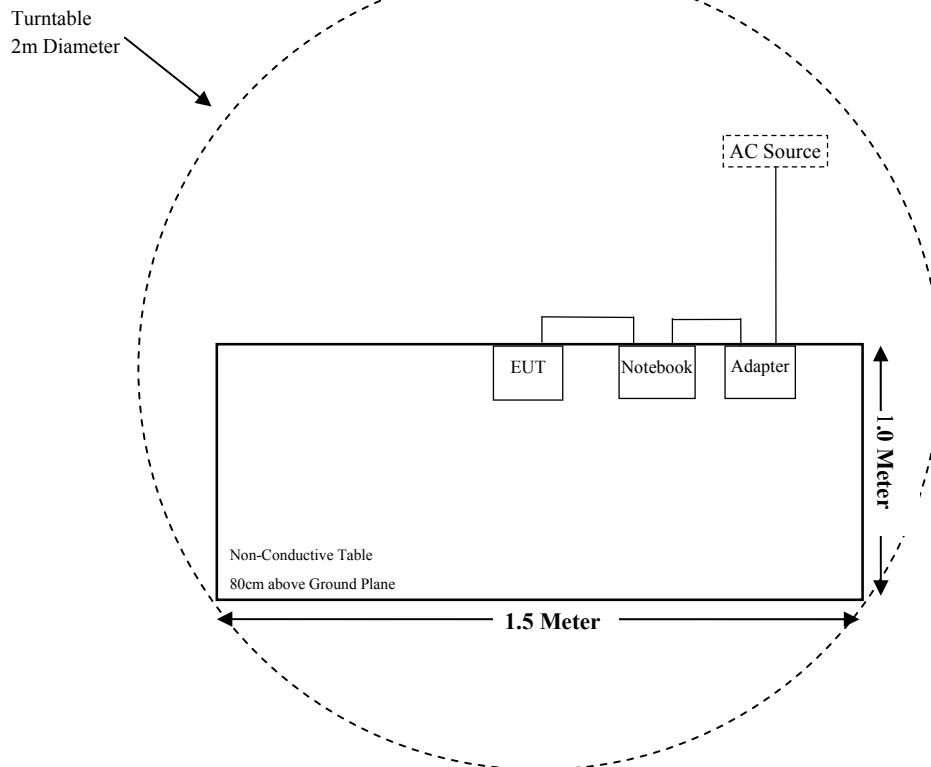 Turntable
2m Diameter
AC Source
EUT
Notebook
Adapter
1.0 Meter
Non-Conductive Table
80cm above Ground Plane
1.5 Meter